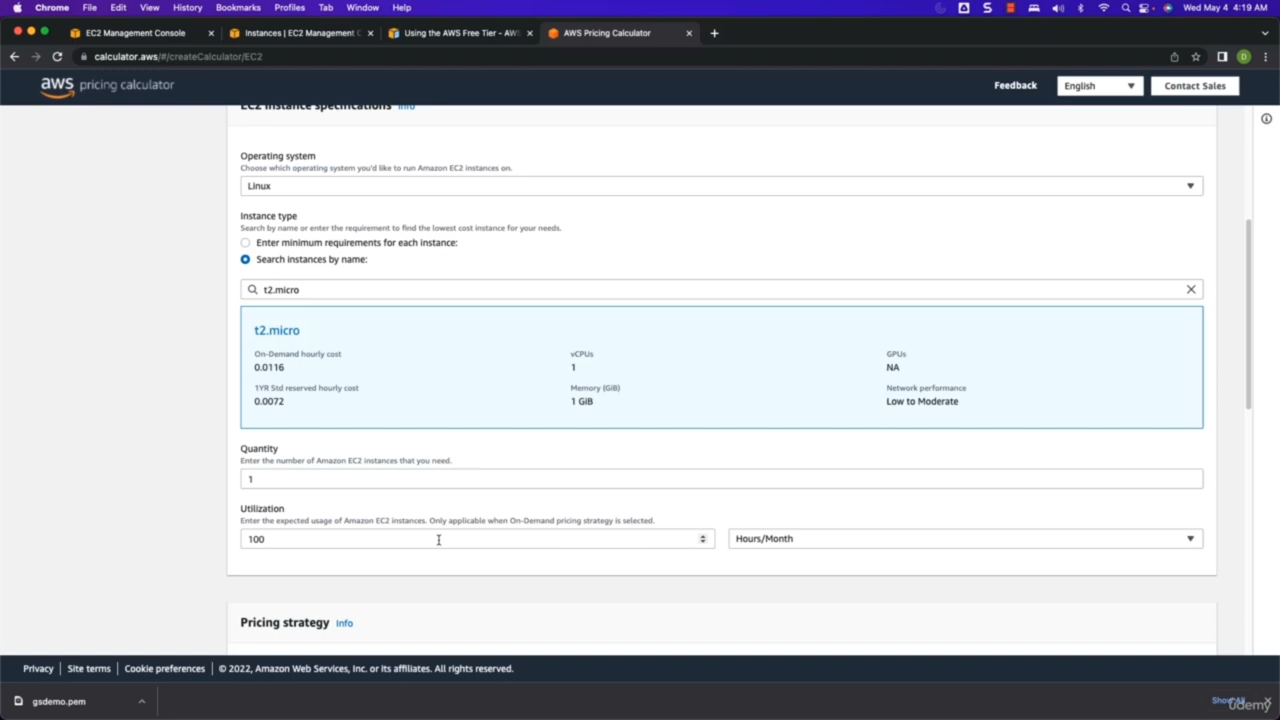 Chrome File Edit View History Bookmarks Profiles Tab Window Help Wed May 4 4:19 AM
EC2 Management Console Instances | EC2 Management C Using the AWS Free Tier - AWS AWS Pricing Calculator
calculator.aws/#/createCalculator/EC2
aws pricing calculator Feedback English Contact Sales
EC2 instance specifications Info
Operating system
Choose which operating system you'd like to run Amazon EC2 instances on.
Linux
Instance type
Search by name or enter the requirement to find the lowest cost instance for your needs.
Enter minimum requirements for each instance:
Search instances by name:
t2.micro
t2.micro
On-Demand hourly cost vCPUs GPUs
0.0116 1 NA
1YR Std reserved hourly cost Memory (GiB) Network performance
0.0072 1 GiB Low to Moderate
Quantity
Enter the number of Amazon EC2 instances that you need.
1
Utilization
Enter the expected usage of Amazon EC2 instances. Only applicable when On-Demand pricing strategy is selected.
100 Hours/Month
Pricing strategy Info
Privacy | Site terms | Cookie preferences | © 2022, Amazon Web Services, Inc. or its affiliates. All rights reserved.
gsdemo.pem Show All
udemy